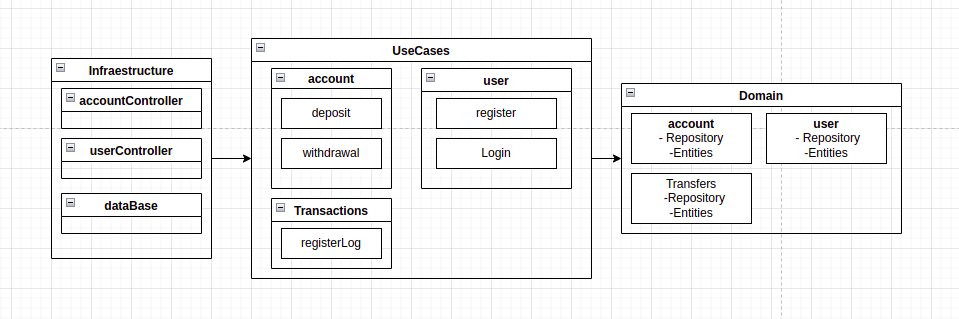 Infraestructure
accountController
userController
dataBase
UseCases
account
deposit
withdrawal
user
register
Login
Transactions
registerLog
Domain
account
- Repository
-Entities
user
- Repository
-Entities
Transfers
-Repository
-Entities